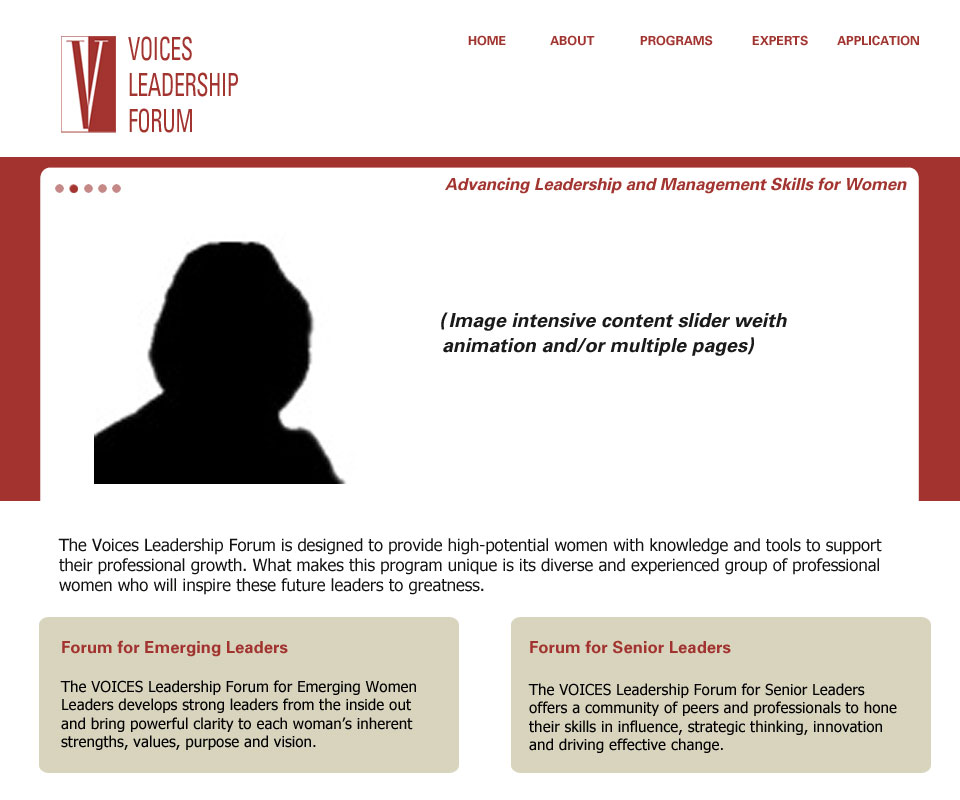 V VOICES
LEADERSHIP
FORUM
HOME ABOUT PROGRAMS EXPERTS APPLICATION
Advancing Leadership and Management Skills for Women
(Image intensive content slider weith
animation and/or multiple pages)
The Voices Leadership Forum is designed to provide high-potential women with knowledge and tools to support
their professional growth. What makes this program unique is its diverse and experienced group of professional
women who will inspire these future leaders to greatness.
Forum for Emerging Leaders
The VOICES Leadership Forum for Emerging Women
Leaders develops strong leaders from the inside out
and bring powerful clarity to each woman’s inherent
strengths, values, purpose and vision.
Forum for Senior Leaders
The VOICES Leadership Forum for Senior Leaders
offers a community of peers and professionals to hone
their skills in influence, strategic thinking, innovation
and driving effective change.